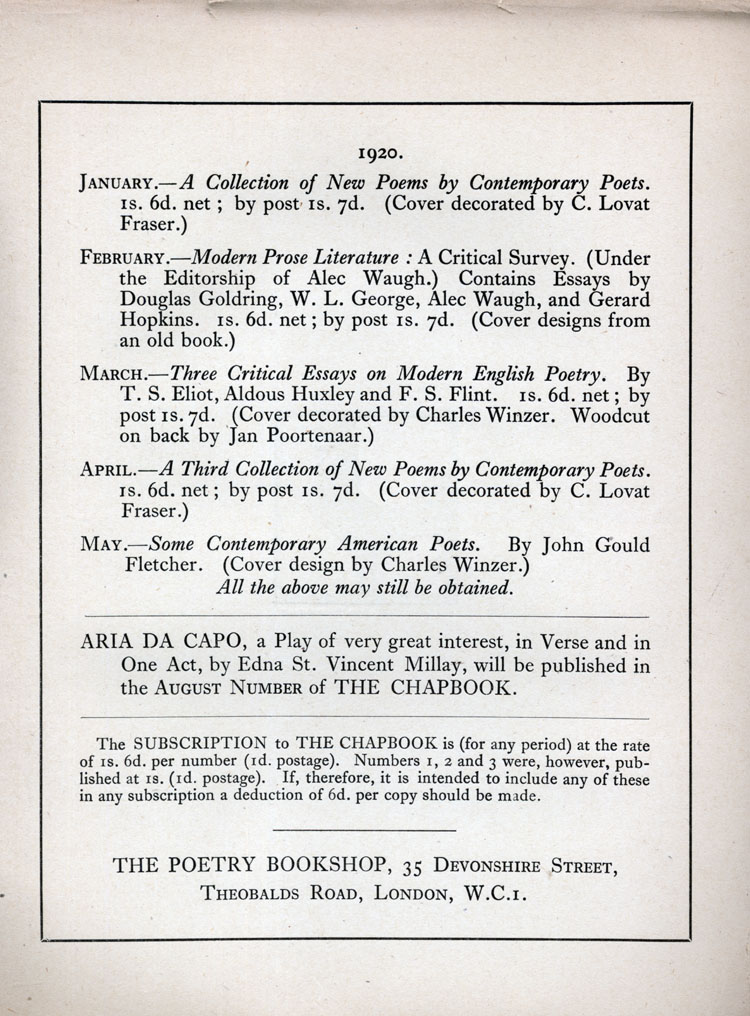 1920.
JANUARY.—A Collection of New Poems by Contemporary Poets.
1s. 6d. net ; by post 1s. 7d. (Cover decorated by C. Lovat
Fraser.)
FEBRUARY.—Modern Prose Literature : A Critical Survey. (Under
the Editorship of Alec Waugh.) Contains Essays by
Douglas Goldring, W. L. George, Alec Waugh, and Gerard
Hopkins. 1s. 6d. net ; by post 1s. 7d. (Cover designs from
an old book.)
MARCH.—Three Critical Essays on Modern English Poetry. By
T. S. Eliot, Aldous Huxley and F. S. Flint. 1s. 6d. net ; by
post 1s. 7d. (Cover decorated by Charles Winzer. Woodcut
on back by Jan Poortenaar.)
APRIL.—A Third Collection of New Poems by Contemporary Poets.
1s. 6d. net ; by post 1s. 7d. (Cover decorated by C. Lovat
Fraser.)
MAY.—Some Contemporary American Poets. By John Gould
Fletcher. (Cover design by Charles Winzer.)
All the above may still be obtained.
ARIA DA CAPO, a Play of very great interest, in Verse and in
One Act, by Edna St. Vincent Millay, will be published in
the AUGUST NUMBER of THE CHAPBOOK.
The SUBSCRIPTION to THE CHAPBOOK is (for any period) at the rate
of 1s. 6d. per number (1d. postage). Numbers 1, 2 and 3 were, however, pub-
lished at 1s. (1d. postage). If, therefore, it is intended to include any of these
in any subscription a deduction of 6d. per copy should be made.
THE POETRY BOOKSHOP, 35 DEVONSHIRE STREET,
THEOBALDS ROAD, LONDON, W.C.1.